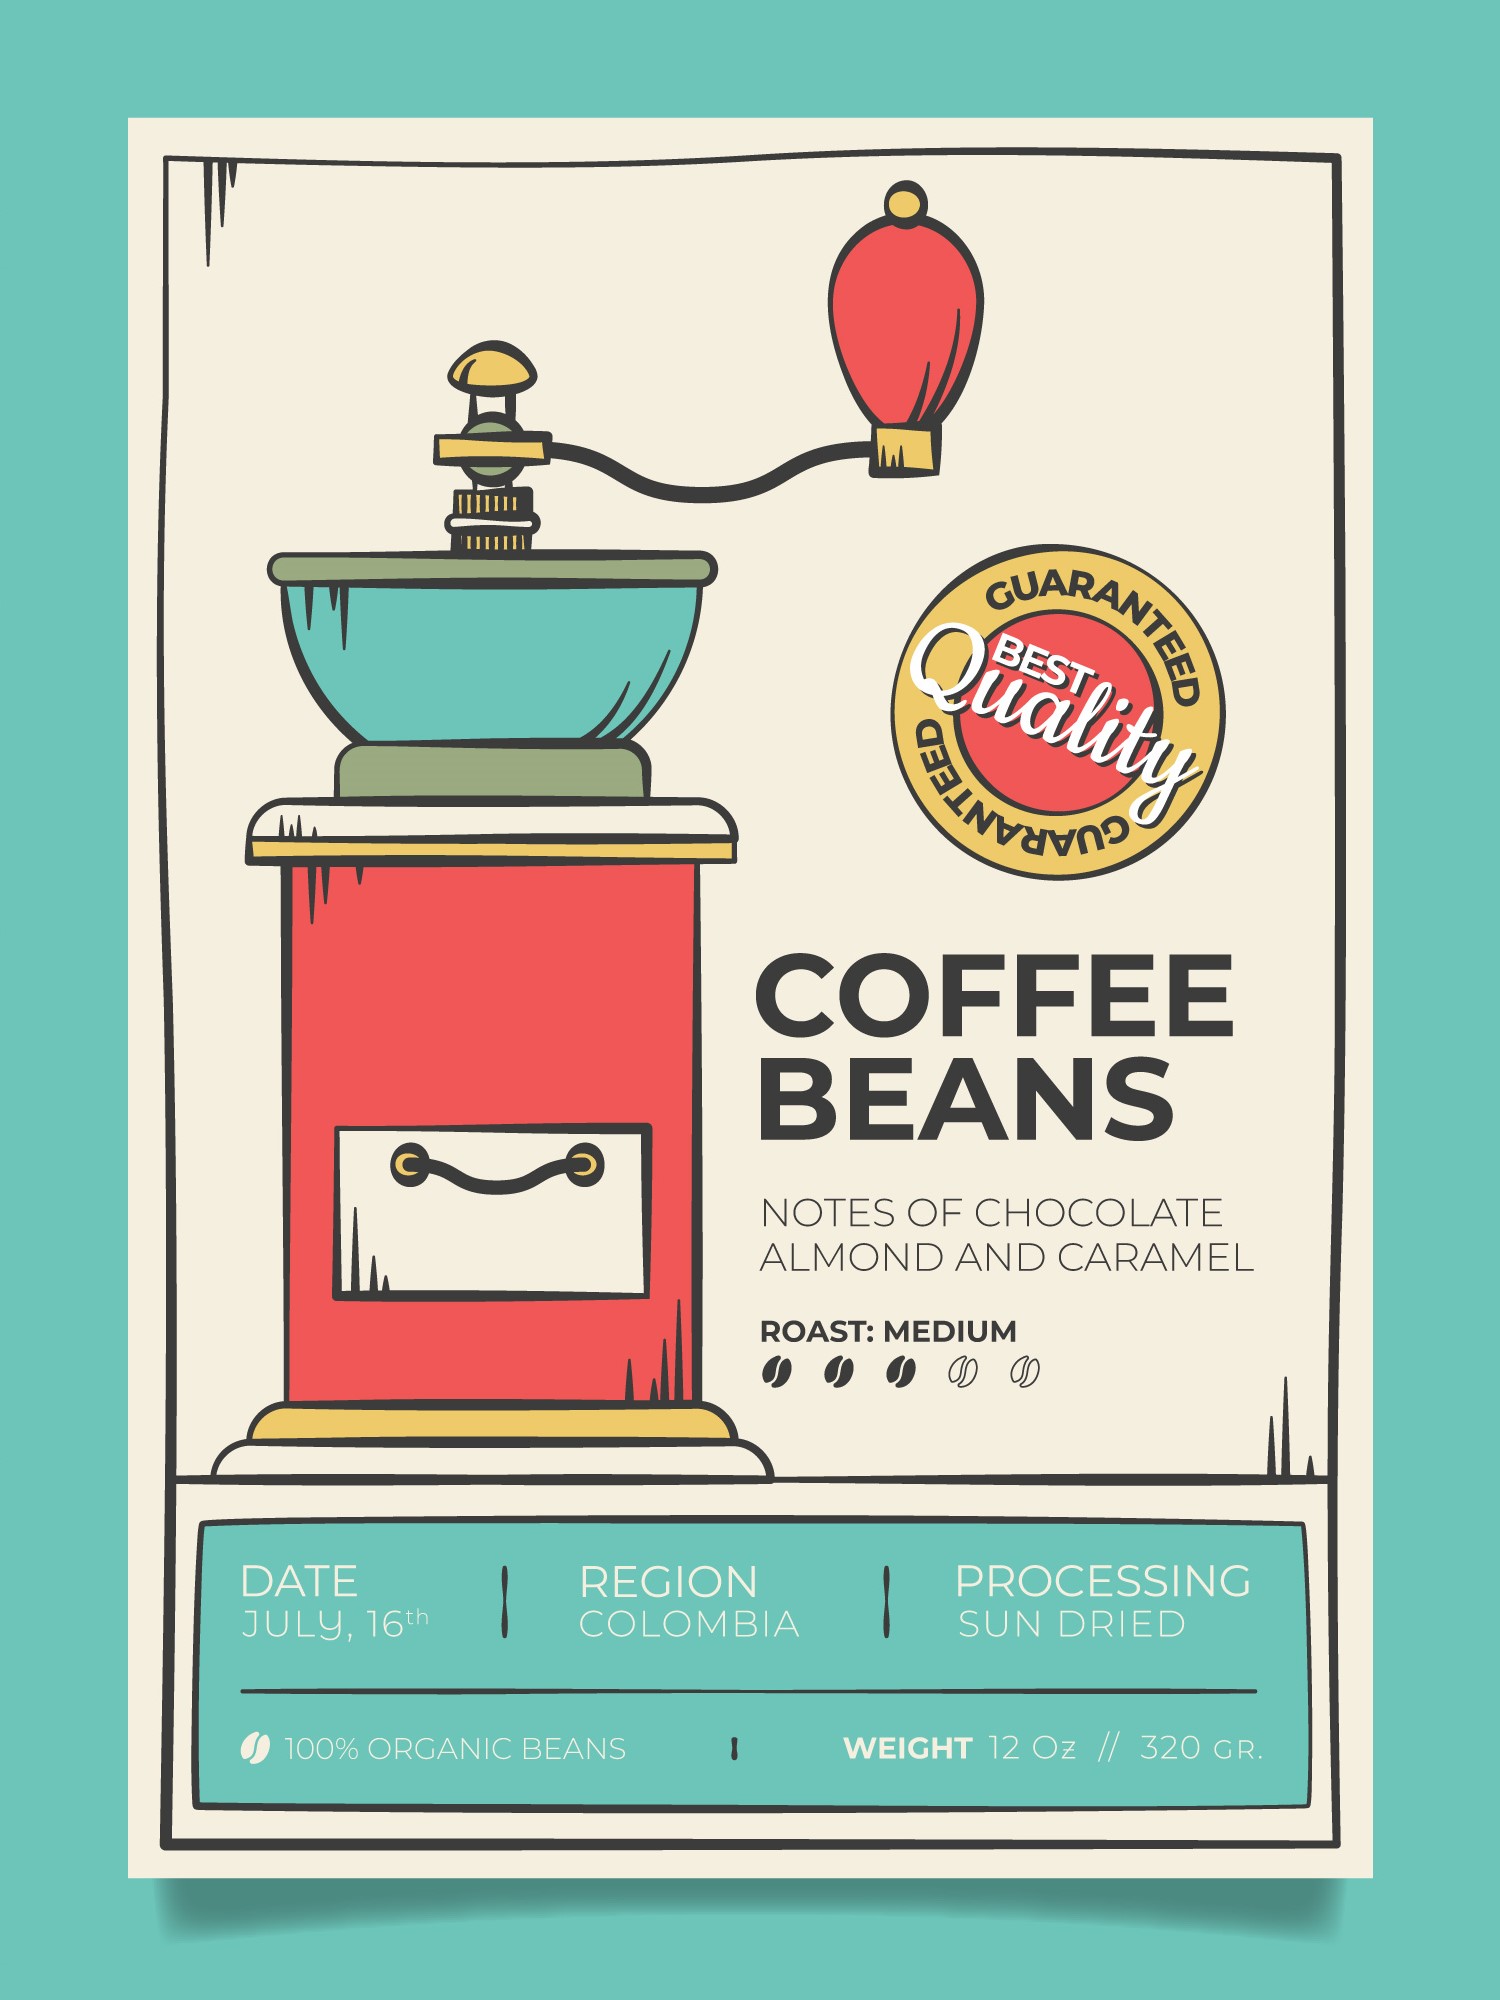 GUARANTEED
BEST
Quality
GUARANTEED
COFFEE
BEANS
NOTES OF CHOCOLATE
ALMOND AND CARAMEL
ROAST: MEDIUM
DATE
JULY, 16th
REGION
COLOMBIA
PROCESSING
SUN DRIED
100% ORGANIC BEANS
WEIGHT 12 Oz // 320 GR.